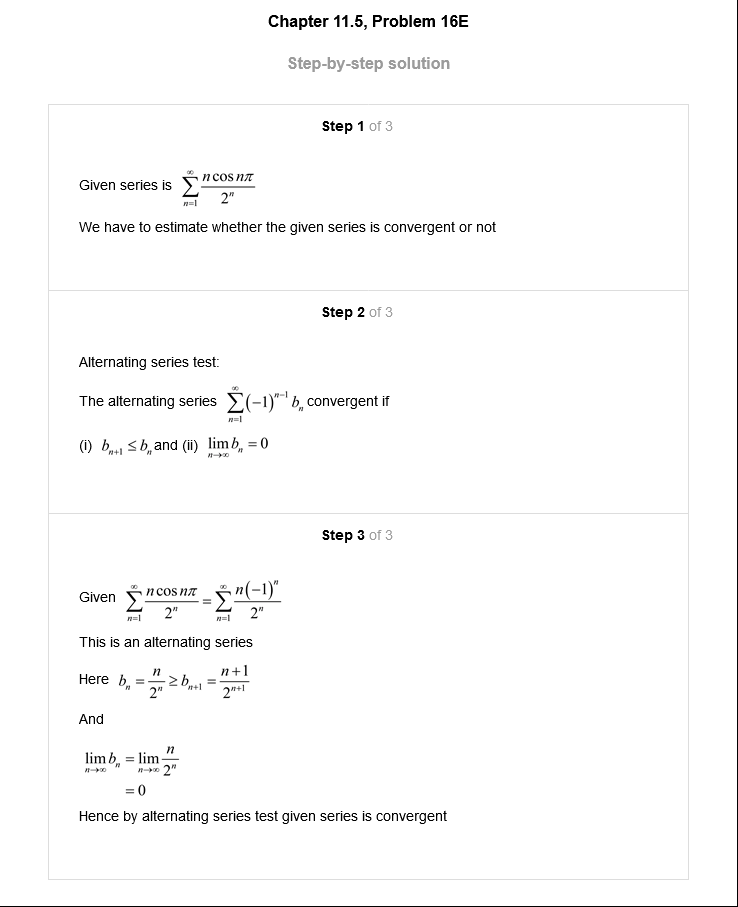 Chapter 11.5, Problem 16E
Step-by-step solution
Step 1 of 3
Given series is \sum_{n=1}^{\infty} \frac{n \cos n\pi}{2^n}
We have to estimate whether the given series is convergent or not
Step 2 of 3
Alternating series test:
The alternating series \sum_{n=1}^{\infty} (-1)^{n-1} b_n convergent if
(i) b_{n+1} \le b_n and (ii) \lim_{n \to \infty} b_n = 0
Step 3 of 3
Given \sum_{n=1}^{\infty} \frac{n \cos n\pi}{2^n} = \sum_{n=1}^{\infty} \frac{n(-1)^n}{2^n}
This is an alternating series
Here b_n = \frac{n}{2^n} \ge b_{n+1} = \frac{n+1}{2^{n+1}}
And
\lim_{n \to \infty} b_n = \lim_{n \to \infty} \frac{n}{2^n}
= 0
Hence by alternating series test given series is convergent